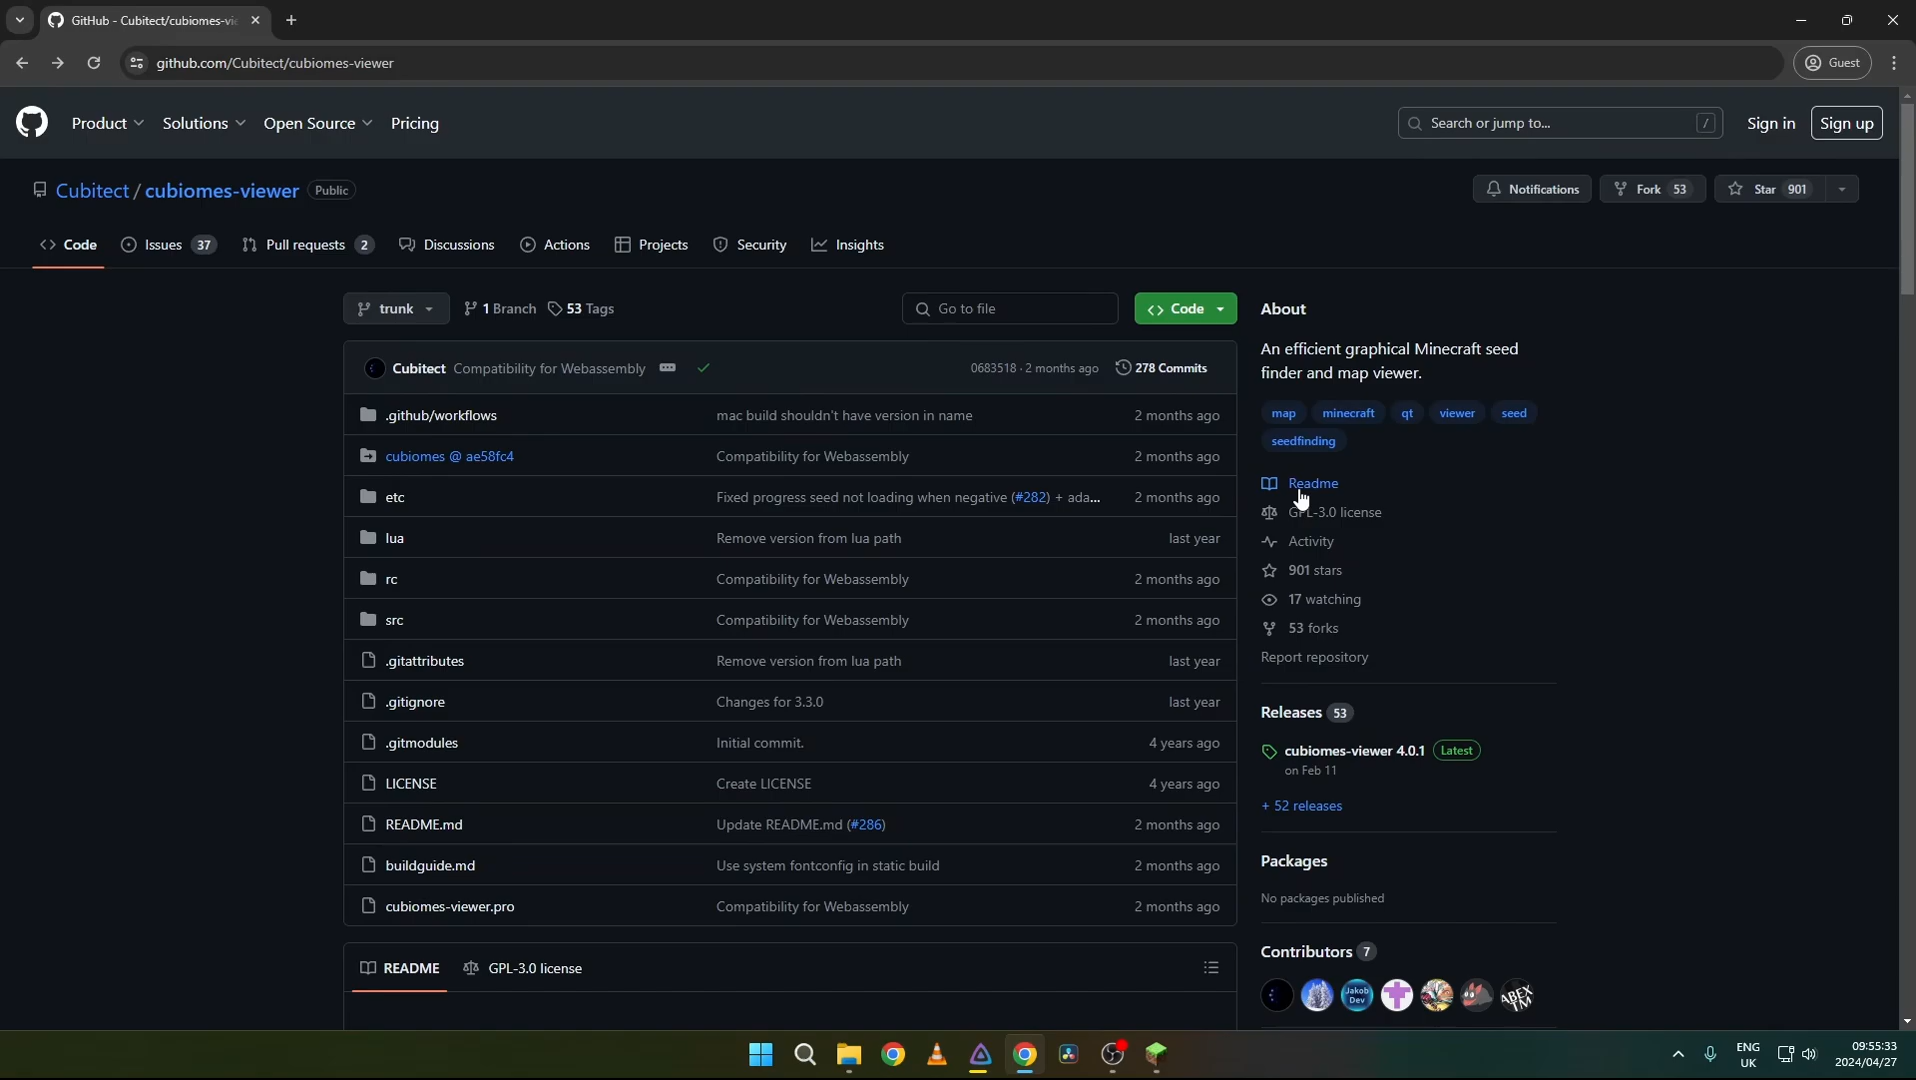 GitHub - Cubitect/cubiomes-vie
github.com/Cubitect/cubiomes-viewer
Guest
Product
Solutions
Open Source
Pricing
Search or jump to...
/
Sign in
Sign up
Cubitect / cubiomes-viewer
Public
Notifications
Fork 53
Star 901
Code
Issues 37
Pull requests 2
Discussions
Actions
Projects
Security
Insights
trunk
1 Branch
53 Tags
Go to file
Code
Cubitect Compatibility for Webassembly
0683518 · 2 months ago
278 Commits
.github/workflows mac build shouldn't have version in name 2 months ago
cubiomes @ ae58fc4 Compatibility for Webassembly 2 months ago
etc Fixed progress seed not loading when negative (#282) + ada... 2 months ago
lua Remove version from lua path last year
rc Compatibility for Webassembly 2 months ago
src Compatibility for Webassembly 2 months ago
.gitattributes Remove version from lua path last year
.gitignore Changes for 3.3.0 last year
.gitmodules Initial commit. 4 years ago
LICENSE Create LICENSE 4 years ago
README.md Update README.md (#286) 2 months ago
buildguide.md Use system fontconfig in static build 2 months ago
cubiomes-viewer.pro Compatibility for Webassembly 2 months ago
README
GPL-3.0 license
About
An efficient graphical Minecraft seed
finder and map viewer.
map minecraft qt viewer seed
seedfinding
Readme
GPL-3.0 license
Activity
901 stars
17 watching
53 forks
Report repository
Releases 53
cubiomes-viewer 4.0.1 Latest
on Feb 11
+ 52 releases
Packages
No packages published
Contributors 7
Jakob
Dev
ABEX
TM
ENG
UK
09:55:33
2024/04/27